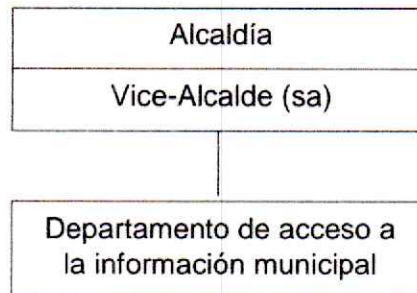 Alcaldía
Vice-Alcalde (sa)
Departamento de acceso a
la información municipal